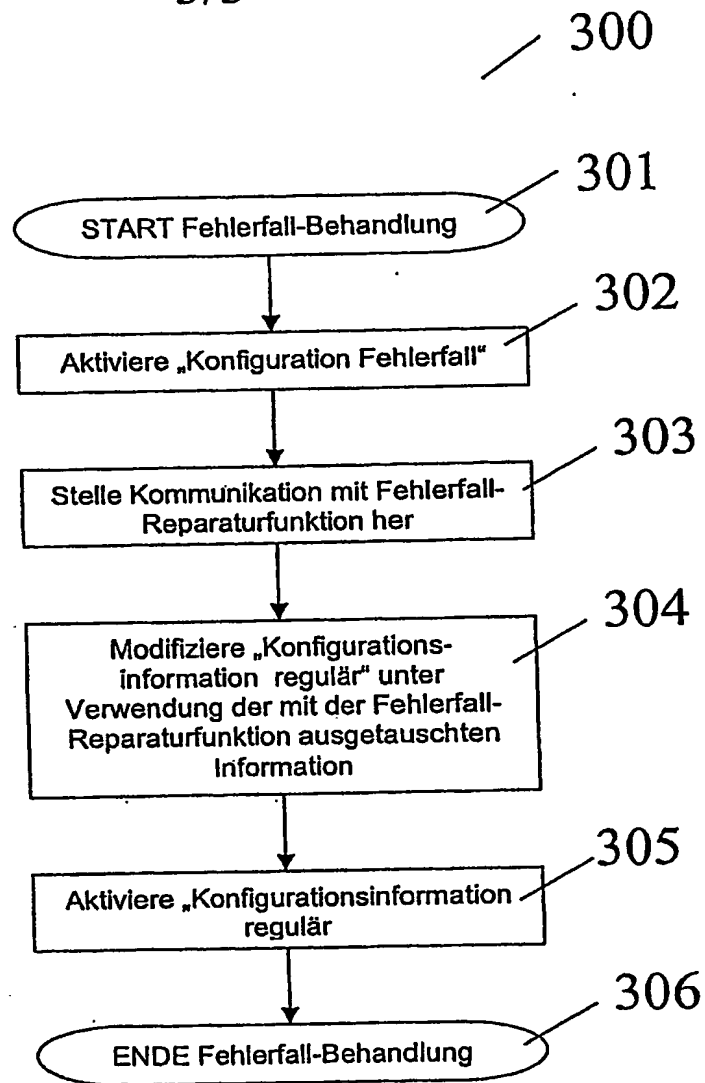 300
301
START Fehlerfall-Behandlung
302
Aktiviere „Konfiguration Fehlerfall“
303
Stelle Kommunikation mit Fehlerfall-
Reparaturfunktion her
304
Modifiziere „Konfigurations-
information regulär“ unter
Verwendung der mit der Fehlerfall-
Reparaturfunktion ausgetauschten
Information
305
Aktiviere „Konfigurationsinformation
regulär
306
ENDE Fehlerfall-Behandlung